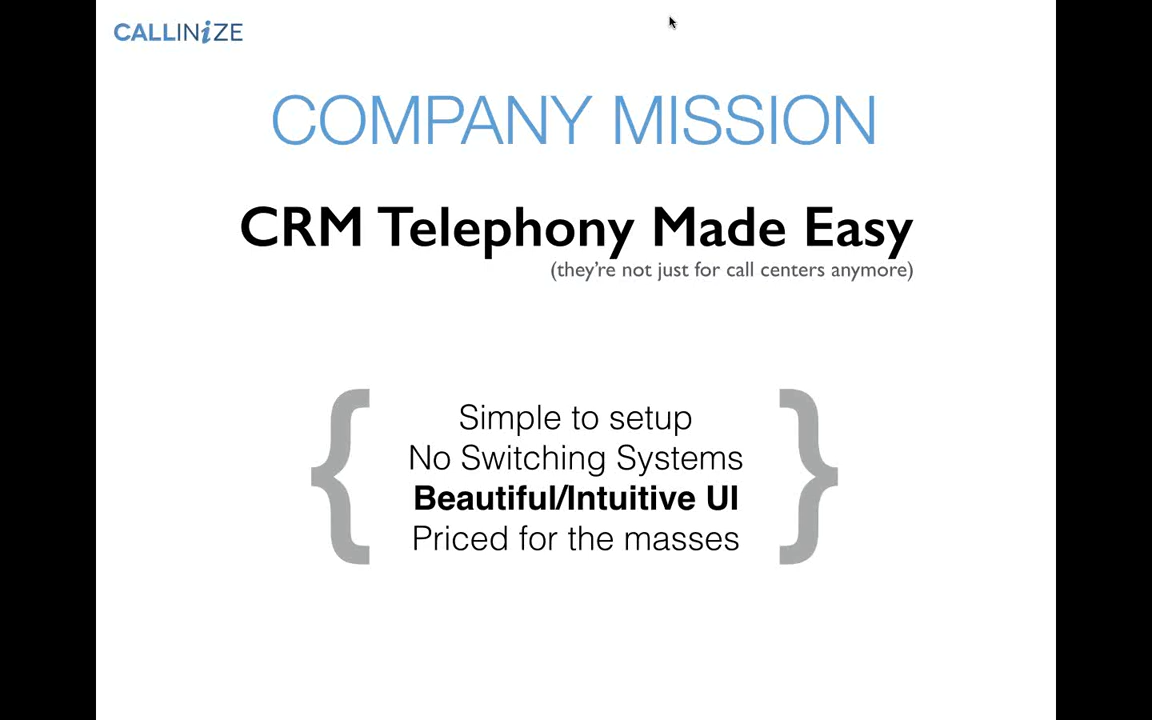 CALLINiZE
COMPANY MISSION
CRM Telephony Made Easy
(they're not just for call centers anymore)
Simple to setup
No Switching Systems
Beautiful/Intuitive UI
Priced for the masses